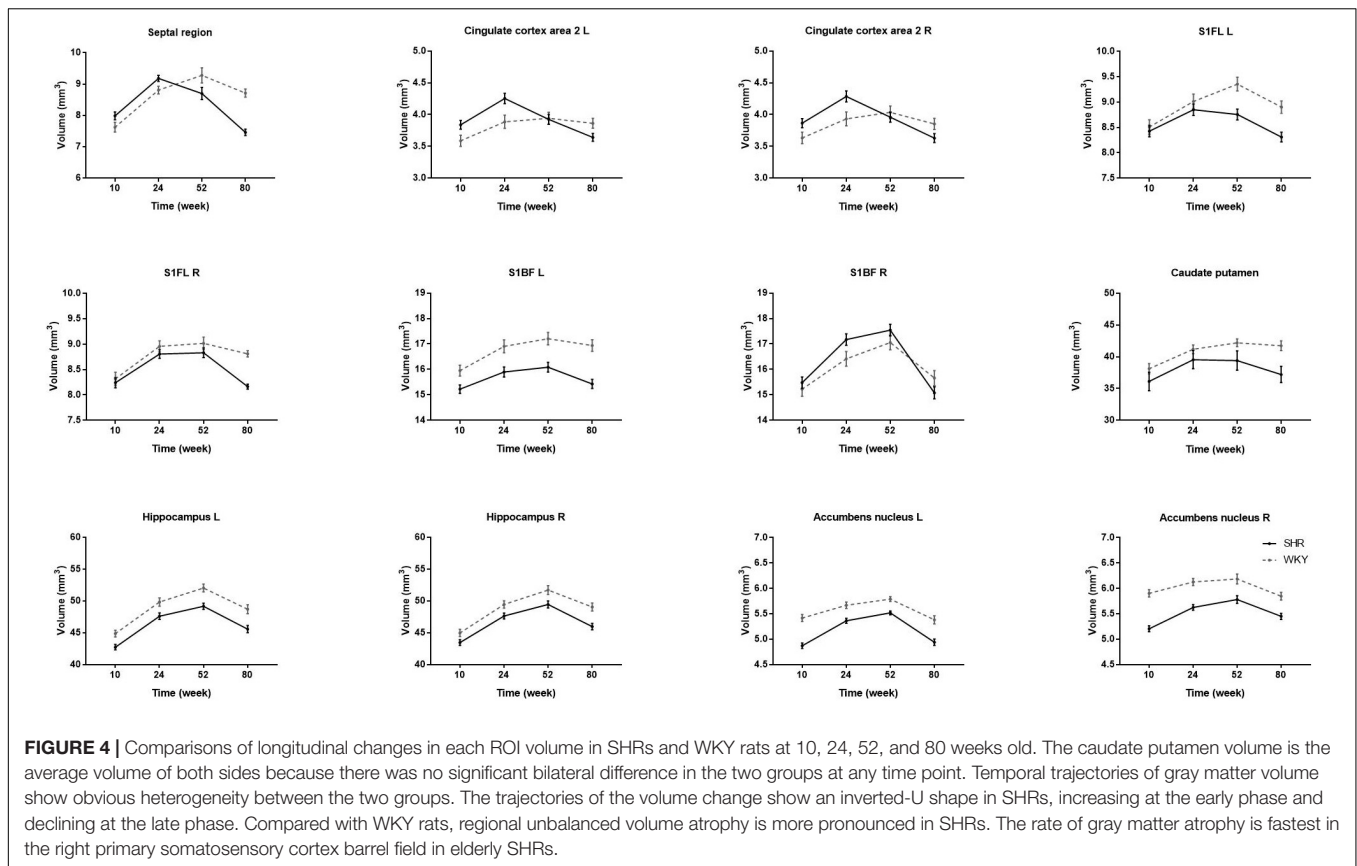 Septal region
Volume (mm³)
10
9
8
7
6
10 24 52 80
Time (week)
Cingulate cortex area 2 L
Volume (mm³)
5.0
4.5
4.0
3.5
3.0
10 24 52 80
Time (week)
Cingulate cortex area 2 R
Volume (mm³)
5.0
4.5
4.0
3.5
3.0
10 24 52 80
Time (week)
S1FL L
Volume (mm³)
10.0
9.5
9.0
8.5
8.0
7.5
10 24 52 80
Time (week)
S1FL R
Volume (mm³)
10.0
9.5
9.0
8.5
8.0
7.5
10 24 52 80
Time (week)
S1BF L
Volume (mm³)
19
18
17
16
15
14
10 24 52 80
Time (week)
S1BF R
Volume (mm³)
19
18
17
16
15
14
10 24 52 80
Time (week)
Caudate putamen
Volume (mm³)
50
45
40
35
30
10 24 52 80
Time (week)
Hippocampus L
Volume (mm³)
60
55
50
45
40
10 24 52 80
Time (week)
Hippocampus R
Volume (mm³)
60
55
50
45
40
10 24 52 80
Time (week)
Accumbens nucleus L
Volume (mm³)
7.0
6.5
6.0
5.5
5.0
4.5
10 24 52 80
Time (week)
Accumbens nucleus R
Volume (mm³)
7.0
6.5
6.0
5.5
5.0
4.5
10 24 52 80
Time (week)
SHR
WKY
FIGURE 4 | Comparisons of longitudinal changes in each ROI volume in SHRs and WKY rats at 10, 24, 52, and 80 weeks old. The caudate putamen volume is the
average volume of both sides because there was no significant bilateral difference in the two groups at any time point. Temporal trajectories of gray matter volume
show obvious heterogeneity between the two groups. The trajectories of the volume change show an inverted-U shape in SHRs, increasing at the early phase and
declining at the late phase. Compared with WKY rats, regional unbalanced volume atrophy is more pronounced in SHRs. The rate of gray matter atrophy is fastest in
the right primary somatosensory cortex barrel field in elderly SHRs.